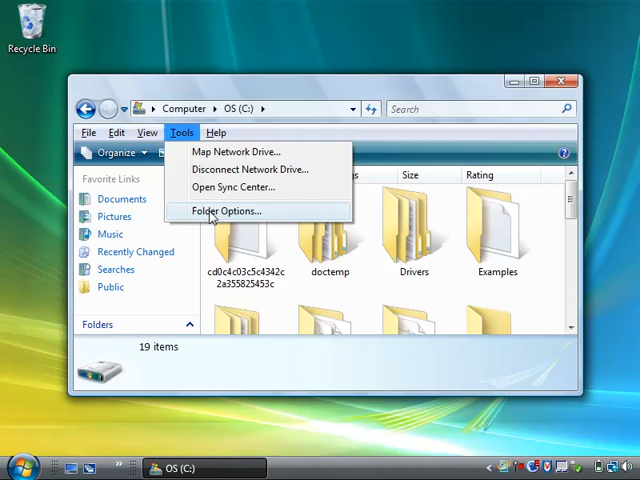 Recycle Bin
Computer OS (C:)
Search
File Edit View Tools Help
Organize
Map Network Drive...
Disconnect Network Drive...
Open Sync Center...
Folder Options...
Size Rating
Favorite Links
Documents
Pictures
Music
Recently Changed
Searches
Public
Folders
cd0c4c03c5c4342c
2a355825453c
doctemp
Drivers
Examples
19 items
OS (C:)